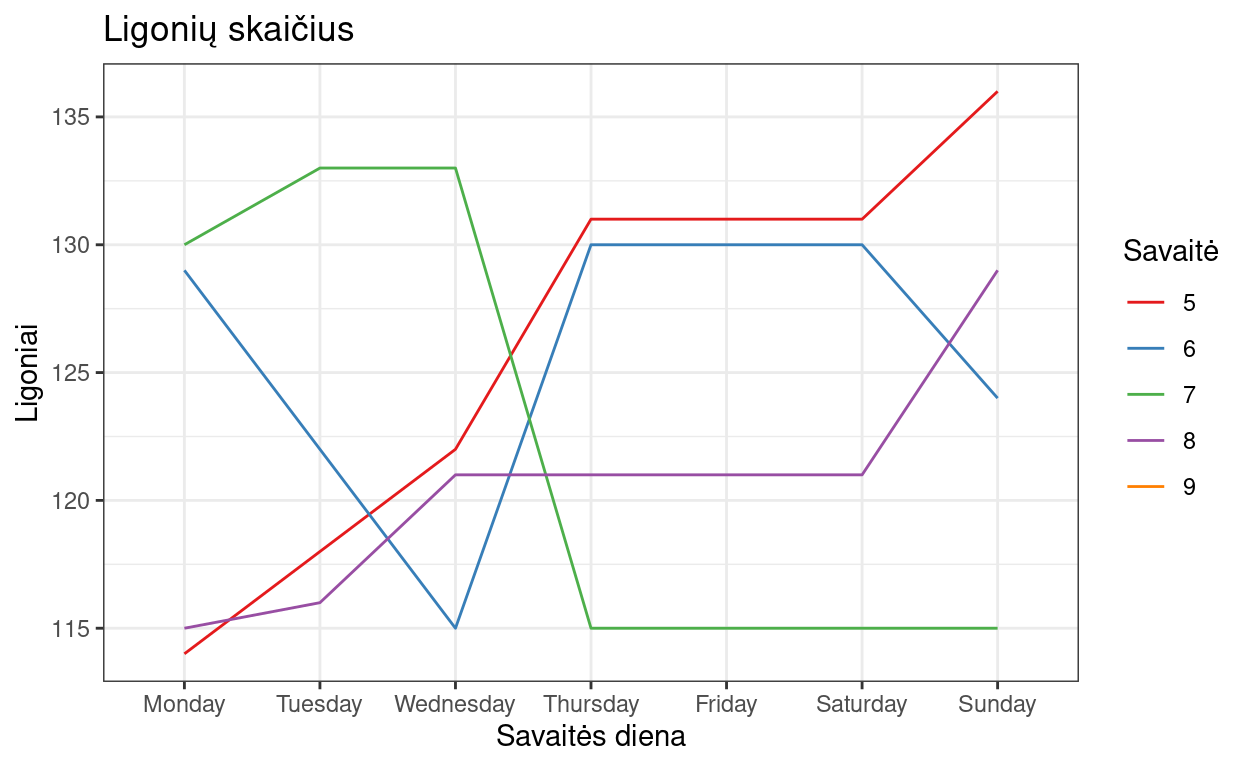 Ligonių skaičius
135
130
125
120
115
Ligoniai
Monday Tuesday Wednesday Thursday Friday Saturday Sunday
Savaitės diena
Savaitė
5
6
7
8
9